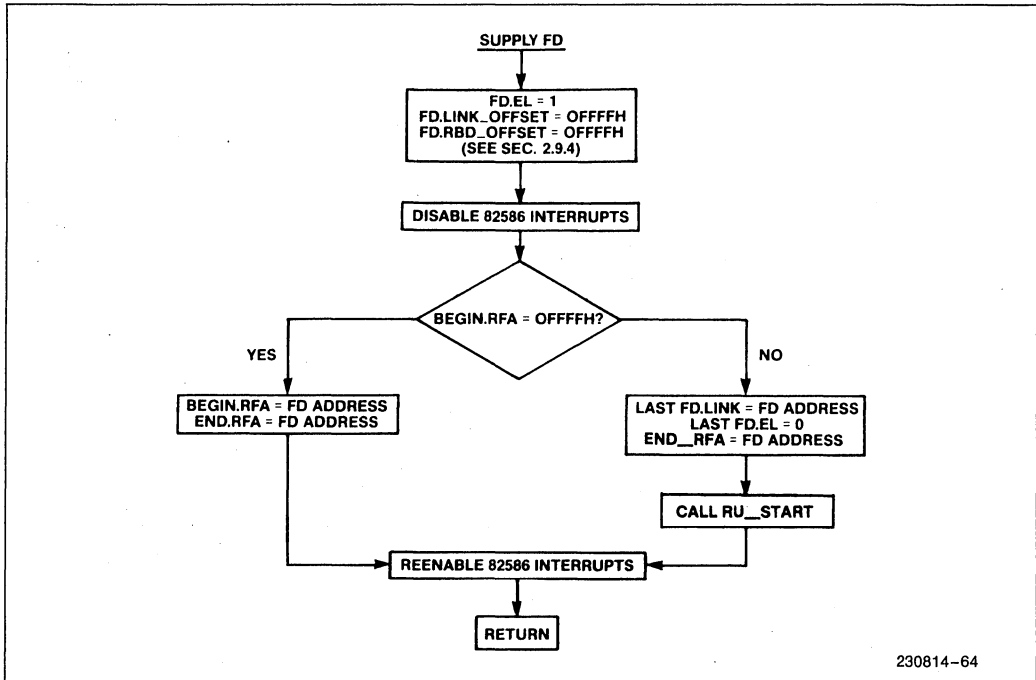 SUPPLY FD
FD.EL = 1
FD.LINK_OFFSET = OFFFFH
FD.RBD_OFFSET = OFFFFH
(SEE SEC. 2.9.4)
DISABLE 82586 INTERRUPTS
BEGIN.RFA = OFFFFH?
YES
NO
BEGIN.RFA = FD ADDRESS
END.RFA = FD ADDRESS
LAST FD.LINK = FD ADDRESS
LAST FD.EL = 0
END__RFA = FD ADDRESS
CALL RU__START
REENABLE 82586 INTERRUPTS
RETURN
230814-64